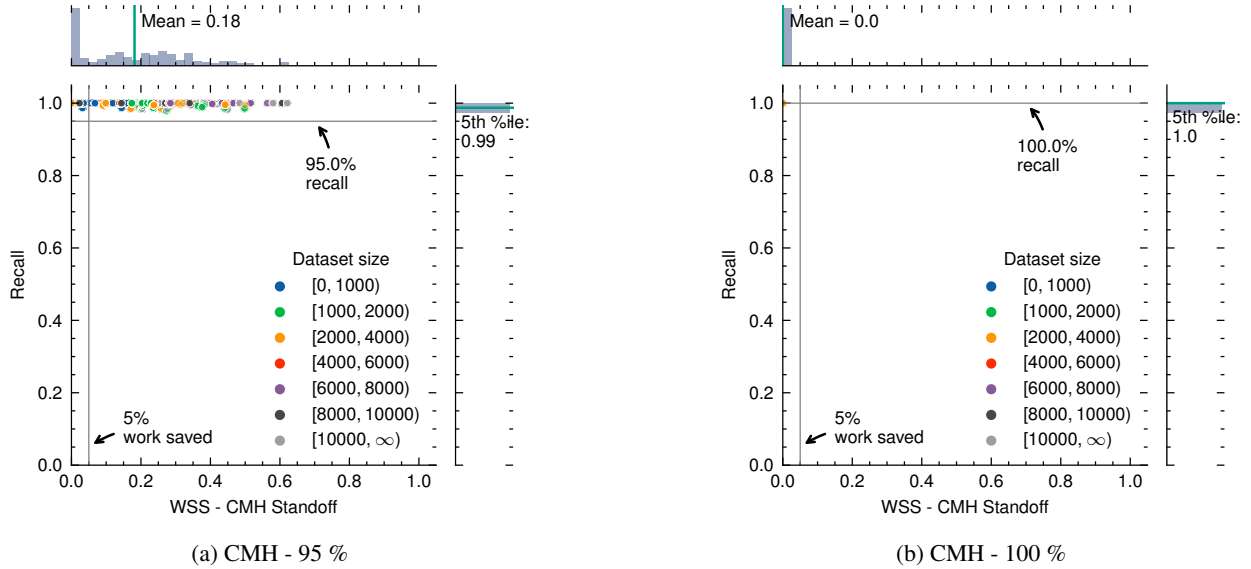 Mean = 0.18
1.0
0.8
0.6
0.4
0.2
0.0
Recall
5th %ile:
0.99
95.0%
recall
Dataset size
[0, 1000)
[1000, 2000)
[2000, 4000)
[4000, 6000)
[6000, 8000)
[8000, 10000)
[10000, ∞)
5%
work saved
0.0 0.2 0.4 0.6 0.8 1.0
WSS - CMH Standoff
(a) CMH - 95 %
Mean = 0.0
1.0
0.8
0.6
0.4
0.2
0.0
Recall
5th %ile:
1.0
100.0%
recall
Dataset size
[0, 1000)
[1000, 2000)
[2000, 4000)
[4000, 6000)
[6000, 8000)
[8000, 10000)
[10000, ∞)
5%
work saved
0.0 0.2 0.4 0.6 0.8 1.0
WSS - CMH Standoff
(b) CMH - 100 %